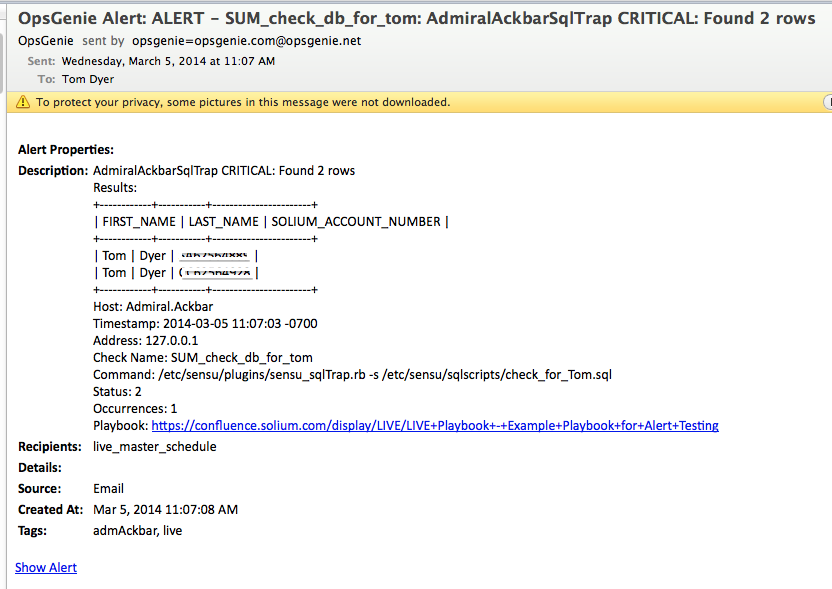 OpsGenie Alert: ALERT - SUM_check_db_for_tom: AdmiralAckbarSqlTrap CRITICAL: Found 2 rows
OpsGenie sent by opsgenie=opsgenie.com@opsgenie.net
Sent: Wednesday, March 5, 2014 at 11:07 AM
To: Tom Dyer
To protect your privacy, some pictures in this message were not downloaded.
Alert Properties:
Description: AdmiralAckbarSqlTrap CRITICAL: Found 2 rows
Results:
+------------+-----------+-----------------------+
| FIRST_NAME | LAST_NAME | SOLIUM_ACCOUNT_NUMBER |
+------------+-----------+-----------------------+
| Tom | Dyer | |
| Tom | Dyer | |
+------------+-----------+-----------------------+
Host: Admiral.Ackbar
Timestamp: 2014-03-05 11:07:03 -0700
Address: 127.0.0.1
Check Name: SUM_check_db_for_tom
Command: /etc/sensu/plugins/sensu_sqlTrap.rb -s /etc/sensu/sqlscripts/check_for_Tom.sql
Status: 2
Occurrences: 1
Playbook: https://confluence.solium.com/display/LIVE/LIVE+Playbook+-+Example+Playbook+for+Alert+Testing
Recipients: live_master_schedule
Details:
Source: Email
Created At: Mar 5, 2014 11:07:08 AM
Tags: admAckbar, live
Show Alert